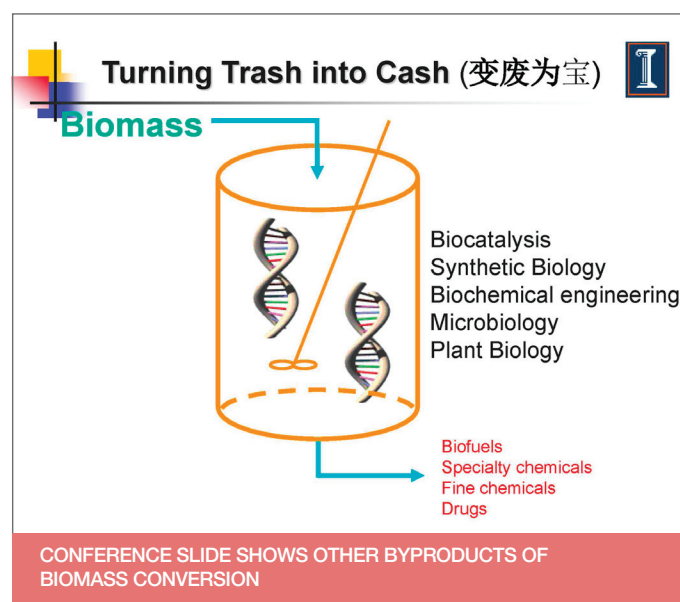 Turning Trash into Cash (变废为宝)
Biomass
Biocatalysis
Synthetic Biology
Biochemical engineering
Microbiology
Plant Biology
Biofuels
Specialty chemicals
Fine chemicals
Drugs
CONFERENCE SLIDE SHOWS OTHER BYPRODUCTS OF
BIOMASS CONVERSION